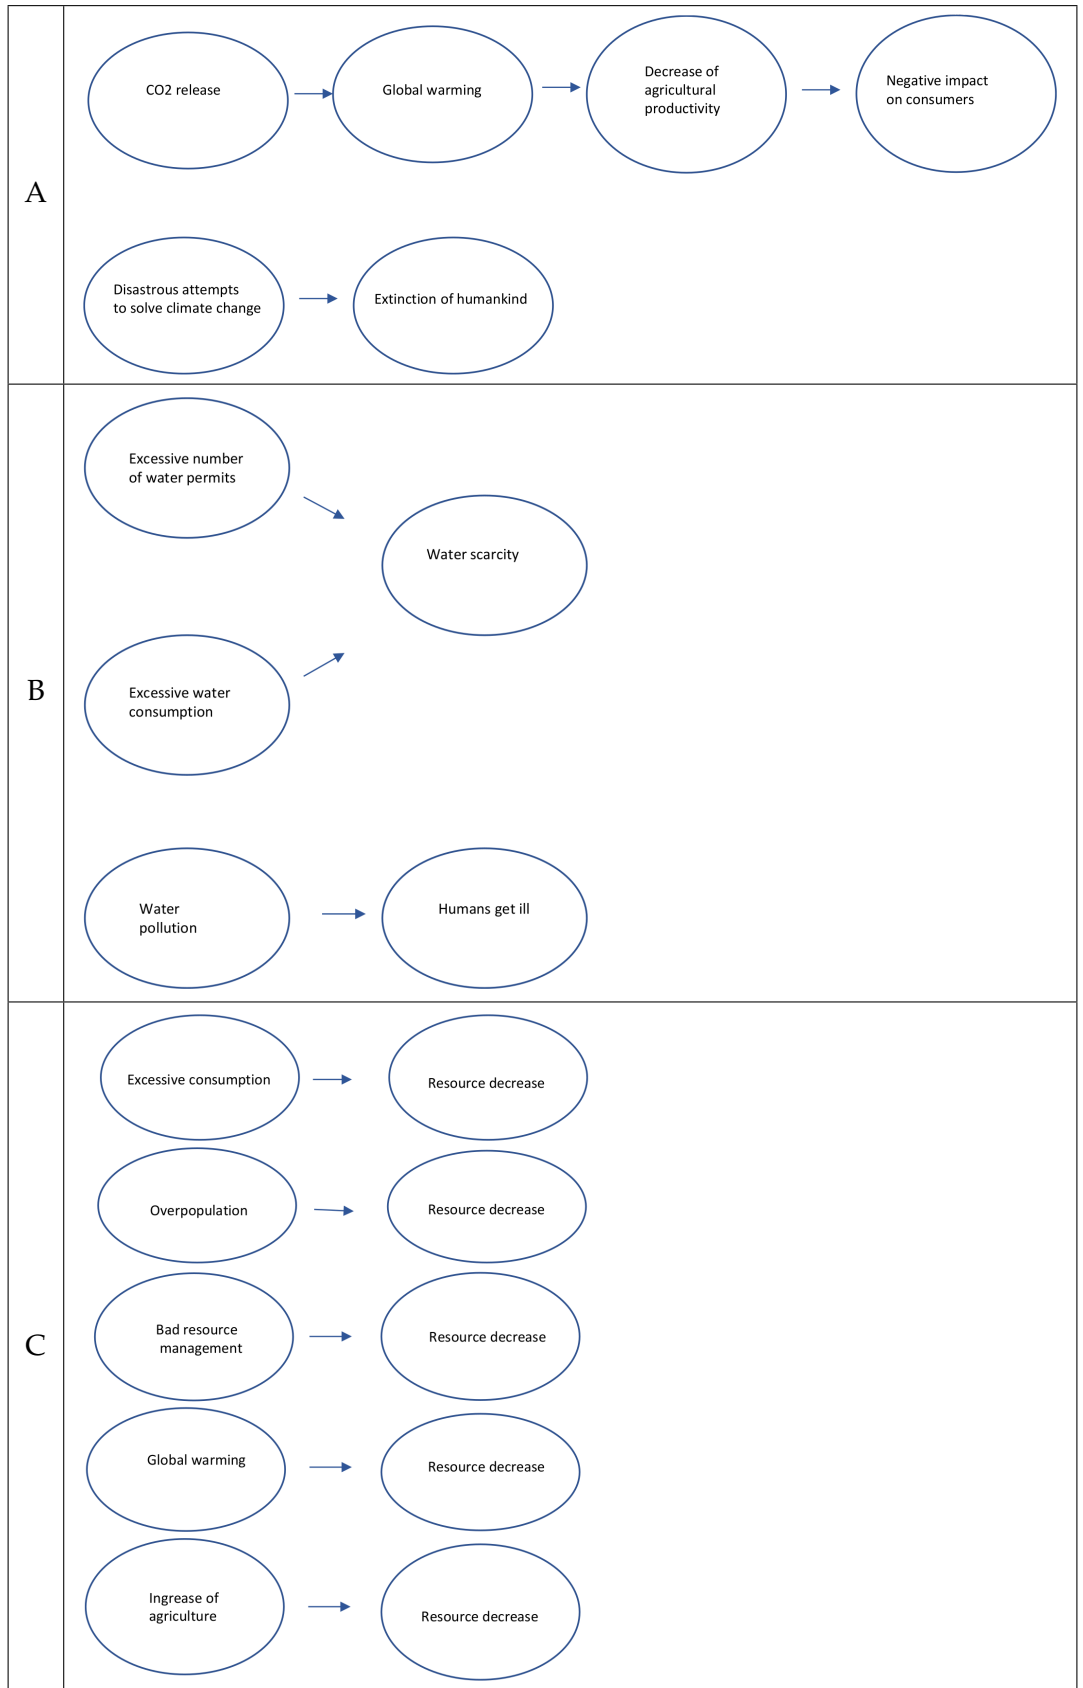 A
CO2 release
Global warming
Decrease of
agricultural
productivity
Negative impact
on consumers
Disastrous attempts
to solve climate change
Extinction of humankind
B
Excessive number
of water permits
Water scarcity
Excessive water
consumption
Water
pollution
Humans get ill
C
Excessive consumption
Resource decrease
Overpopulation
Resource decrease
Bad resource
management
Resource decrease
Global warming
Resource decrease
Ingrease of
agriculture
Resource decrease